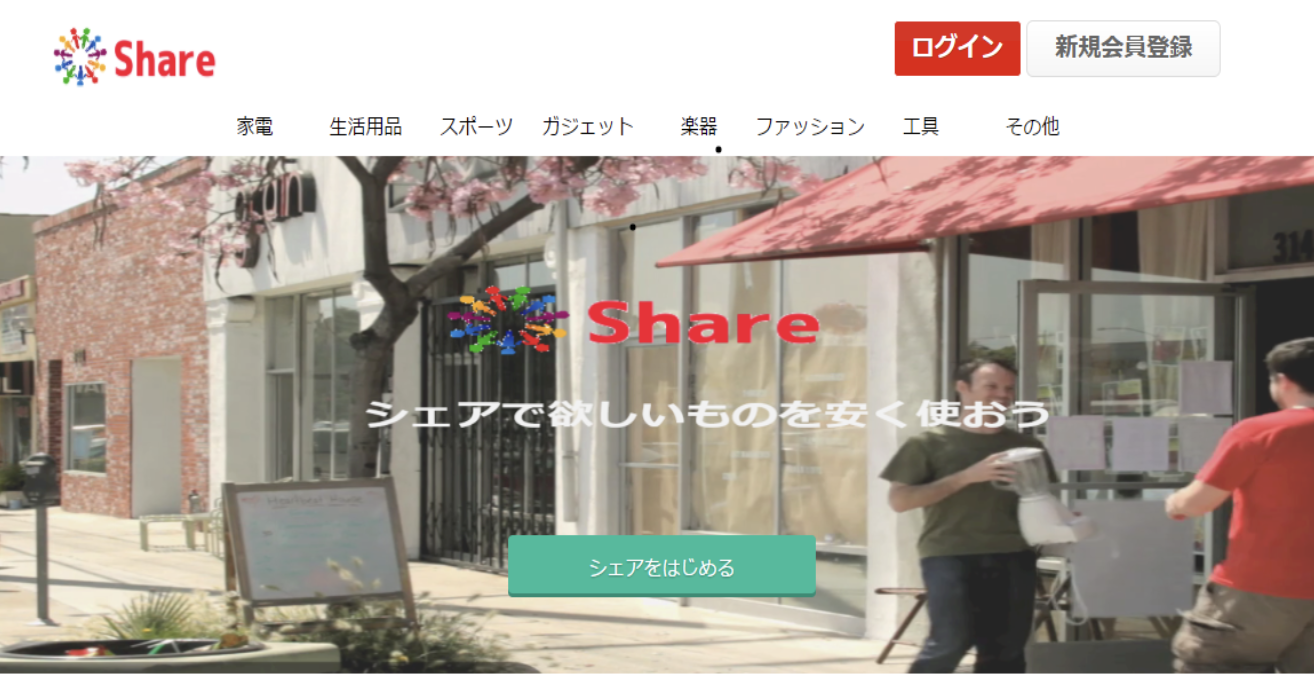 Share
ログイン
新規会員登録
家電 生活用品 スポーツ ガジェット 楽器 ファッション 工具 その他
314
Share
シェアで欲しいものを安く使おう
シェアをはじめる